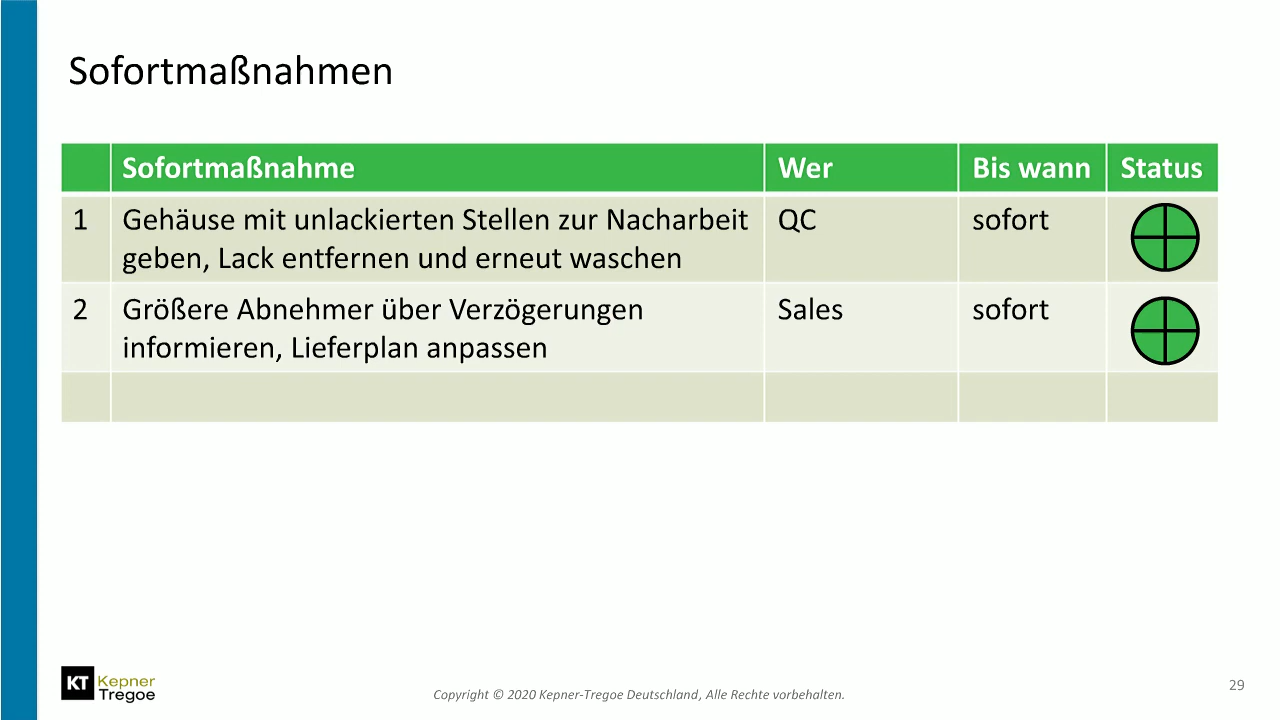 Sofortmaßnahmen
Sofortmaßnahme Wer Bis wann Status
1 Gehäuse mit unlackierten Stellen zur Nacharbeit QC sofort
geben, Lack entfernen und erneut waschen
2 Größere Abnehmer über Verzögerungen Sales sofort
informieren, Lieferplan anpassen
KT Kepner
Tregoe
Copyright © 2020 Kepner-Tregoe Deutschland, Alle Rechte vorbehalten.
29